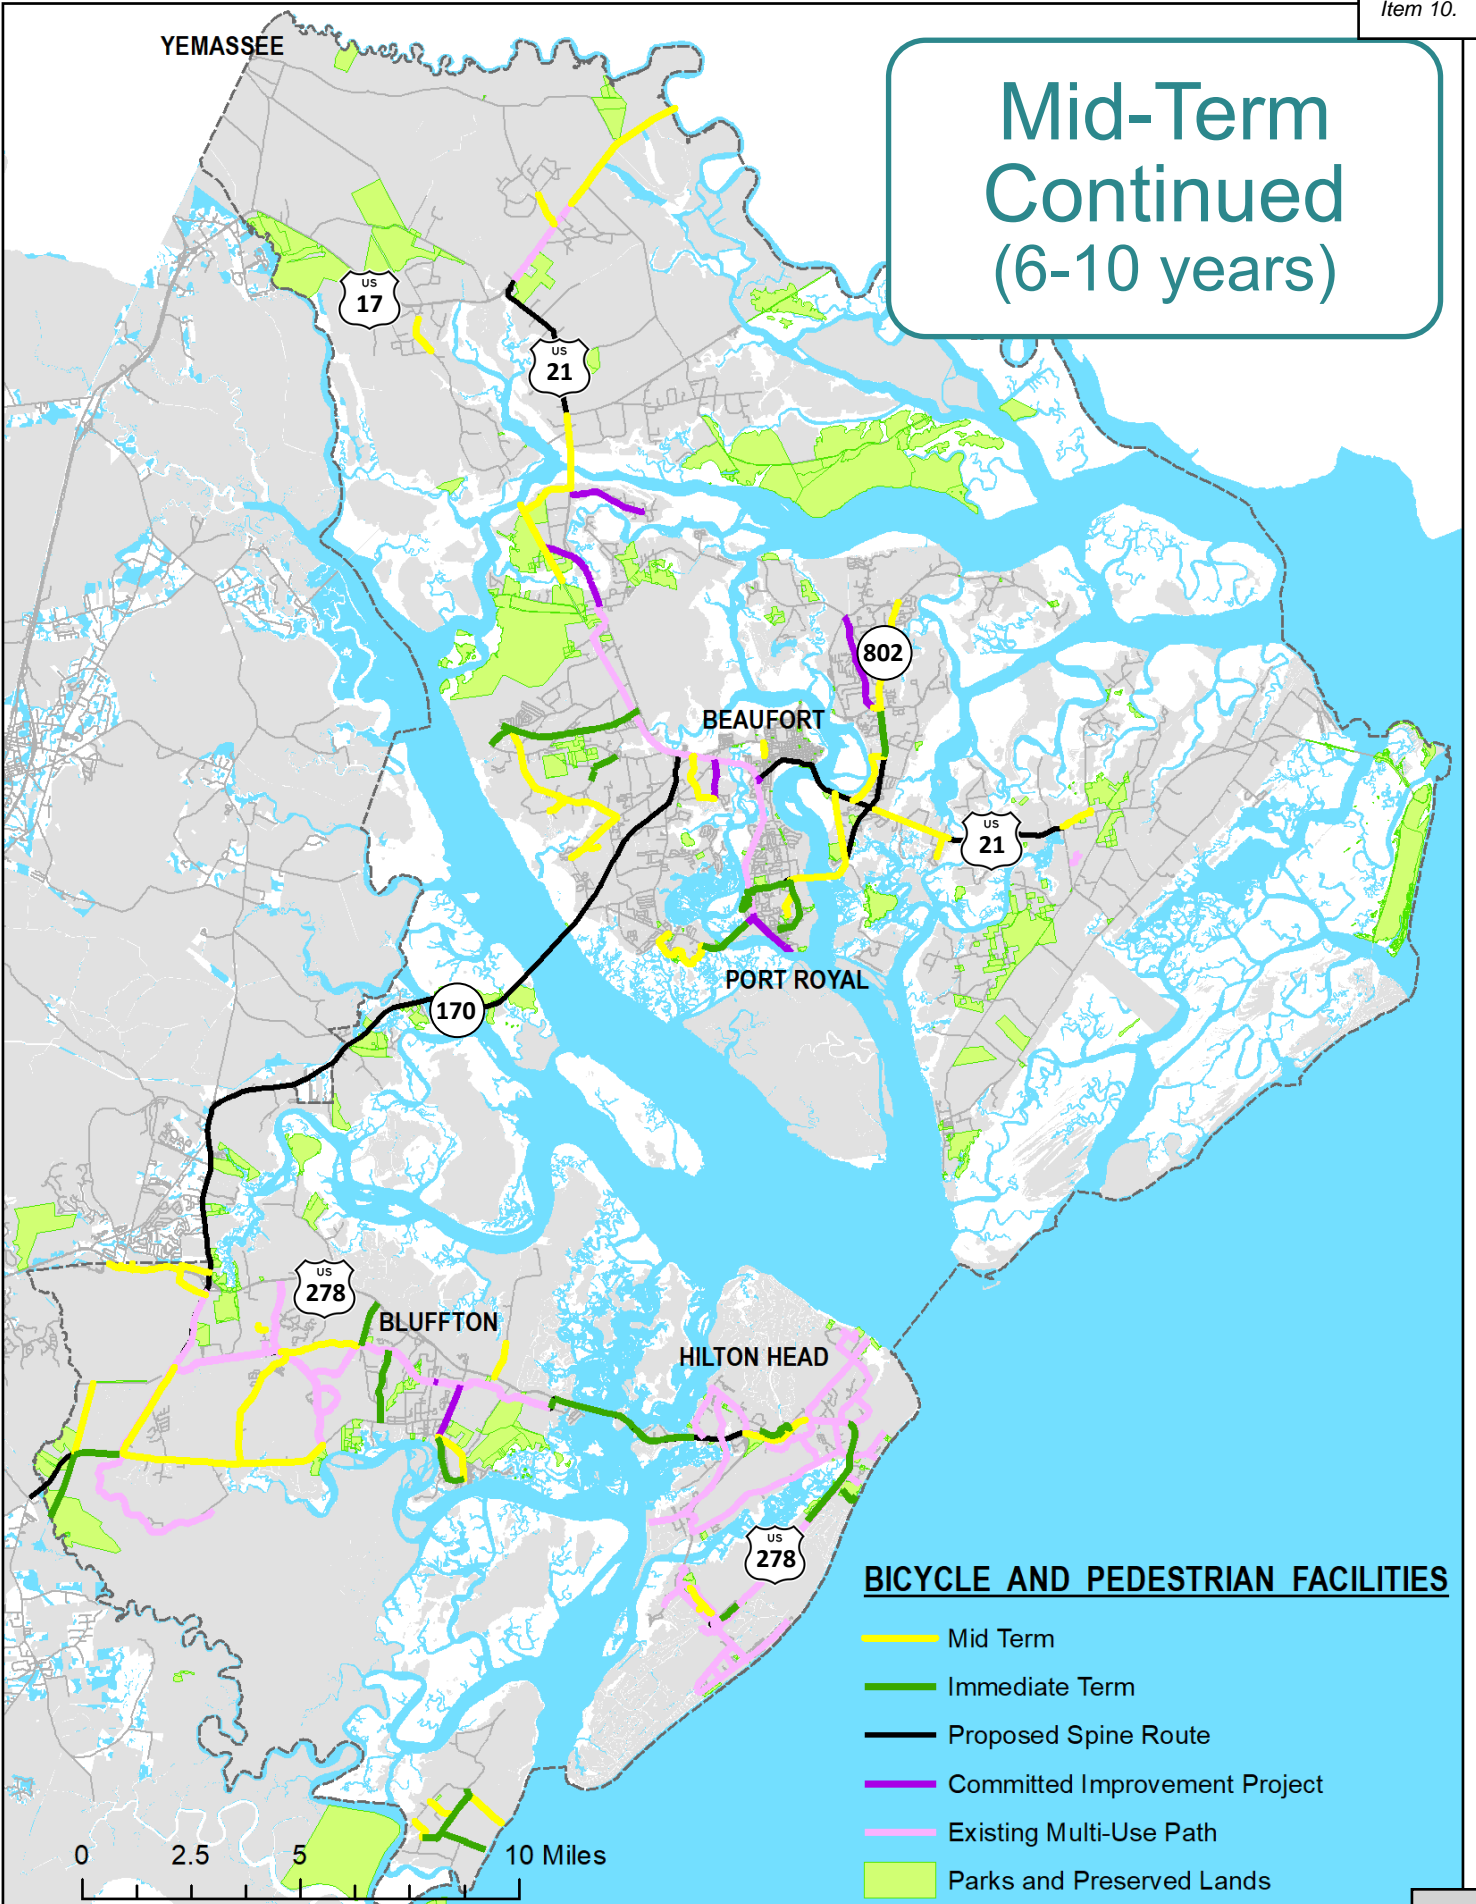 Item 10.
YEMASSEE
Mid-Term
Continued
(6-10 years)
US
17
US
21
802
BEAUFORT
US
21
PORT ROYAL
170
US
278
BLUFFTON
HILTON HEAD
US
278
BICYCLE AND PEDESTRIAN FACILITIES
Mid Term
Immediate Term
Proposed Spine Route
Committed Improvement Project
Existing Multi-Use Path
Parks and Preserved Lands
0 2.5 5 10 Miles